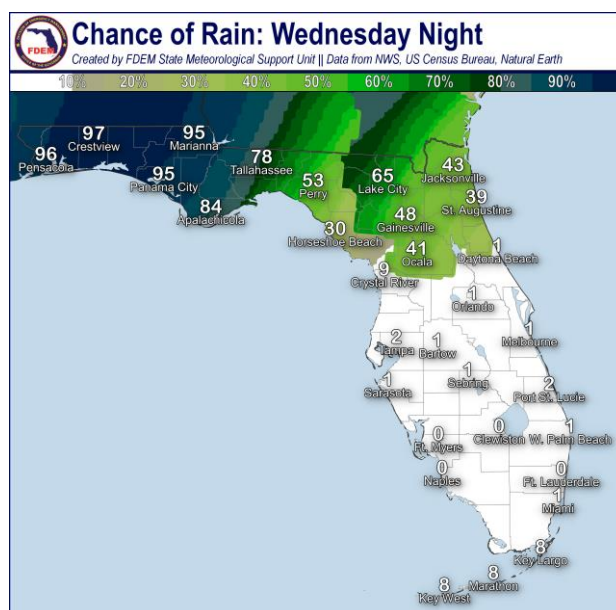 FDEM
Chance of Rain: Wednesday Night
Created by FDEM State Meteorological Support Unit || Data from NWS, US Census Bureau, Natural Earth
10% 20% 30% 40% 50% 60% 70% 80% 90%
96
Pensacola
97
Crestview
95
Marianna
95
Panama City
84
Apalachicola
78
Tallahassee
53
Perry
65
Lake City
43
Jacksonville
39
St. Augustine
48
Gainesville
30
Horseshoe Beach
41
Ocala
1
Daytona Beach
9
Crystal River
1
Orlando
1
Melbourne
2
Tampa
1
Bartow
1
Sebring
1
Sarasota
2
Port St. Lucie
0
Ft. Myers
0
Clewiston
1
W. Palm Beach
0
Naples
0
Ft. Lauderdale
1
Miami
8
Key Largo
8
Marathon
8
Key West